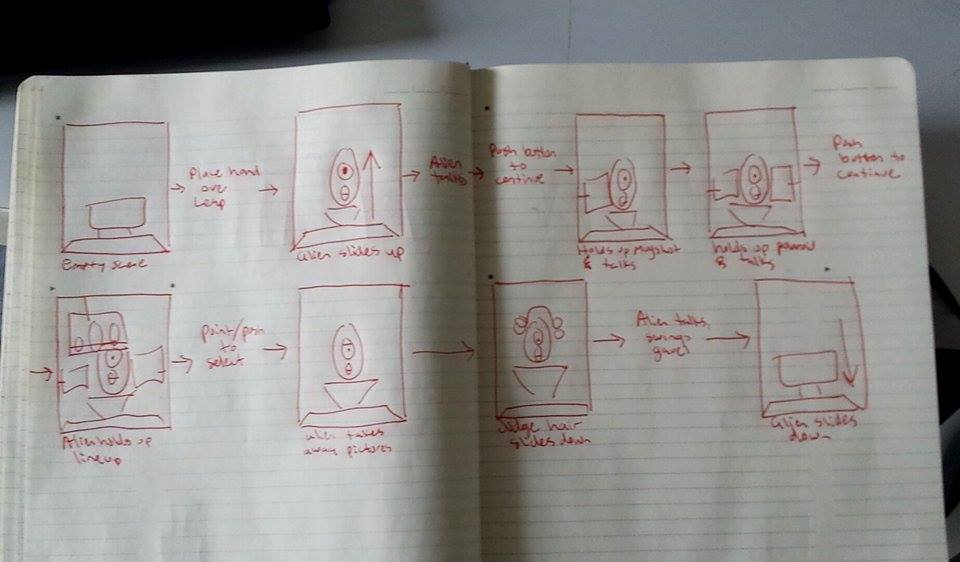 Empty scene
Place hand
over
Leap
alien slides up
Alien
talks
Push button
to
continue
Holds up Mugshot
& talks
holds up
& talks
Push
button to
continue
Alien holds up
lineup
point/push
to
select
alien takes
away pictures
Judge hair
slides down
Alien talks,
swings
gavel
alien slides
down